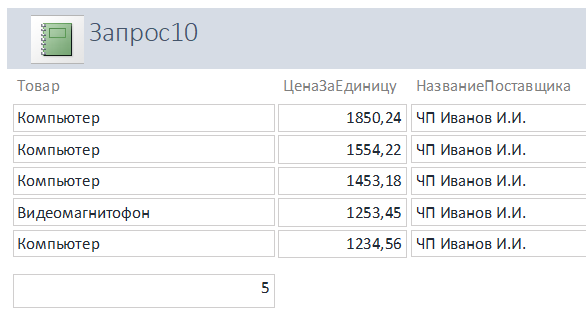 Запрос10
Товар ЦенаЗаЕдиницу НазваниеПоставщика
Компьютер 1850,24 ЧП Иванов И.И.
Компьютер 1554,22 ЧП Иванов И.И.
Компьютер 1453,18 ЧП Иванов И.И.
Видеомагнитофон 1253,45 ЧП Иванов И.И.
Компьютер 1234,56 ЧП Иванов И.И.
5